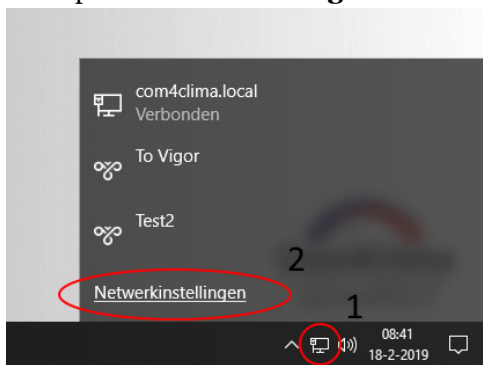 com4clima.local
Verbonden
To Vigor
Test2
2
Netwerkinstellingen
1
08:41
18-2-2019